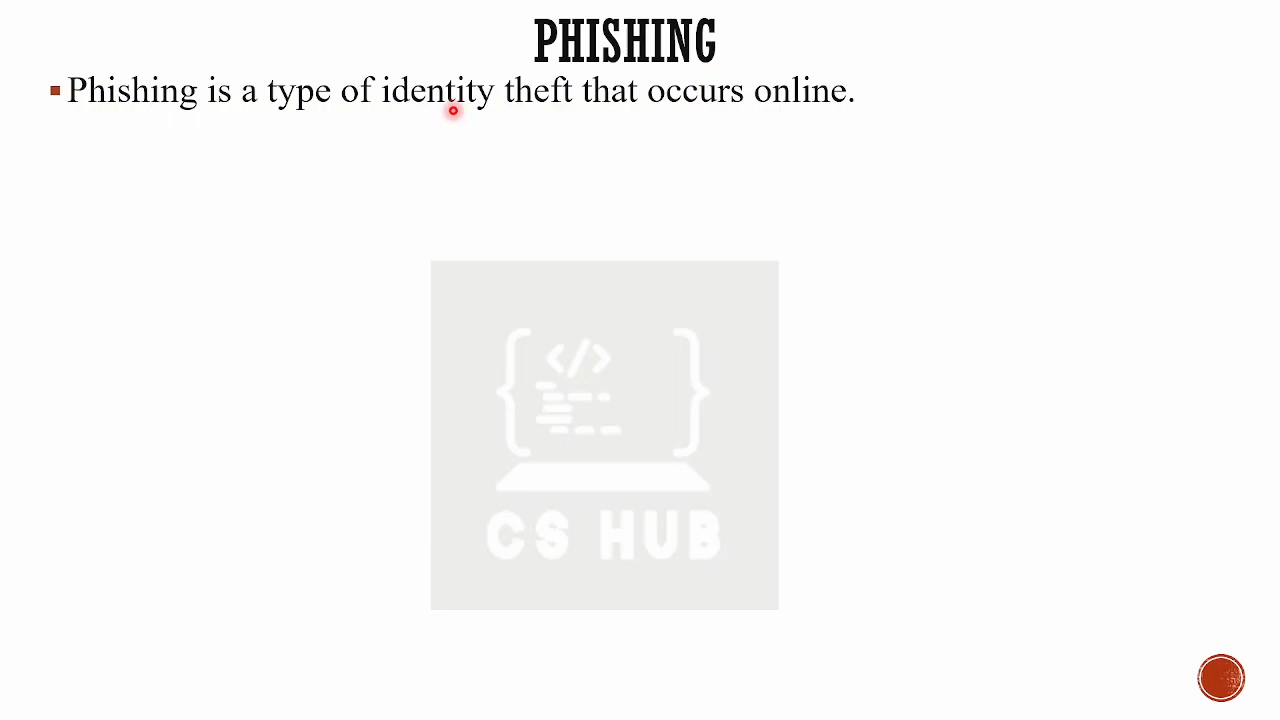 PHISHING
Phishing is a type of identity theft that occurs online.
</>
CS HUB